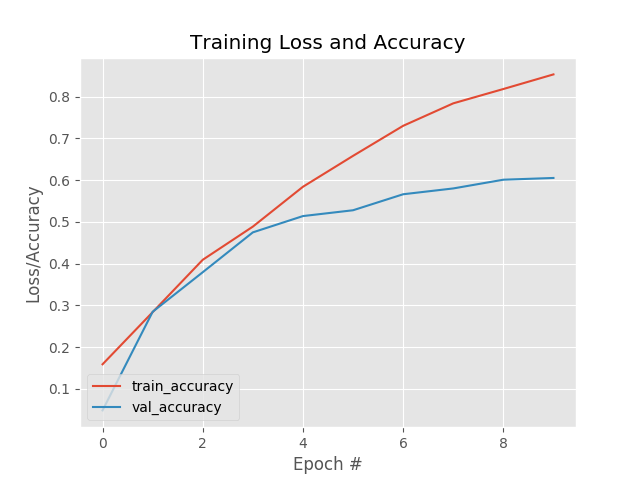 Training Loss and Accuracy
Loss/Accuracy
0.8
0.7
0.6
0.5
0.4
0.3
0.2
0.1
train_accuracy
val_accuracy
0 2 4 6 8
Epoch #